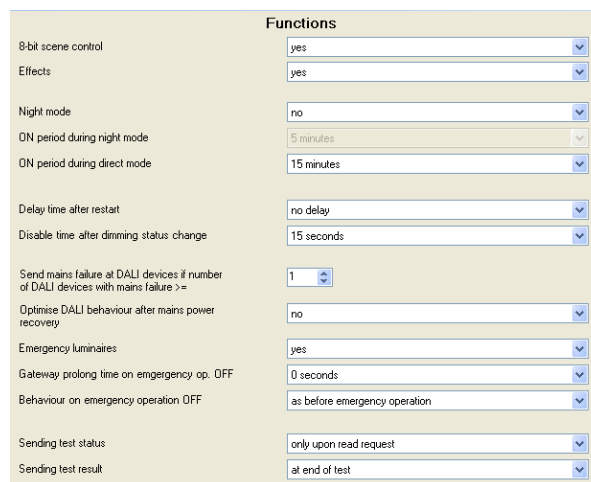 Functions
8-bit scene control yes
Effects yes
Night mode no
ON period during night mode 5 minutes
ON period during direct mode 15 minutes
Delay time after restart no delay
Disable time after dimming status change 15 seconds
Send mains failure at DALI devices if number 1
of DALI devices with mains failure >=
Optimise DALI behaviour after mains power no
recovery
Emergency luminaires yes
Gateway prolong time on emgergency op. OFF 0 seconds
Behaviour on emergency operation OFF as before emergency operation
Sending test status only upon read request
Sending test result at end of test